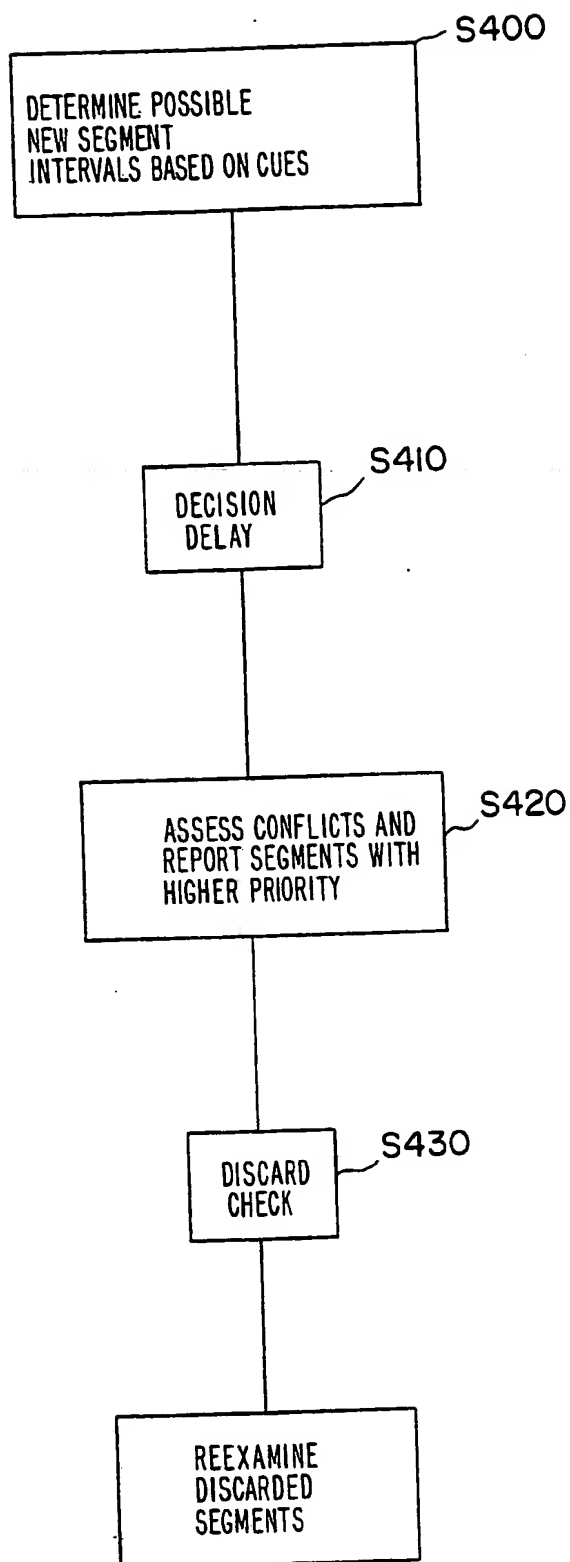 S400
DETERMINE POSSIBLE
NEW SEGMENT
INTERVALS BASED ON CUES
S410
DECISION
DELAY
S420
ASSESS CONFLICTS AND
REPORT SEGMENTS WITH
HIGHER PRIORITY
S430
DISCARD
CHECK
REEXAMINE
DISCARDED
SEGMENTS